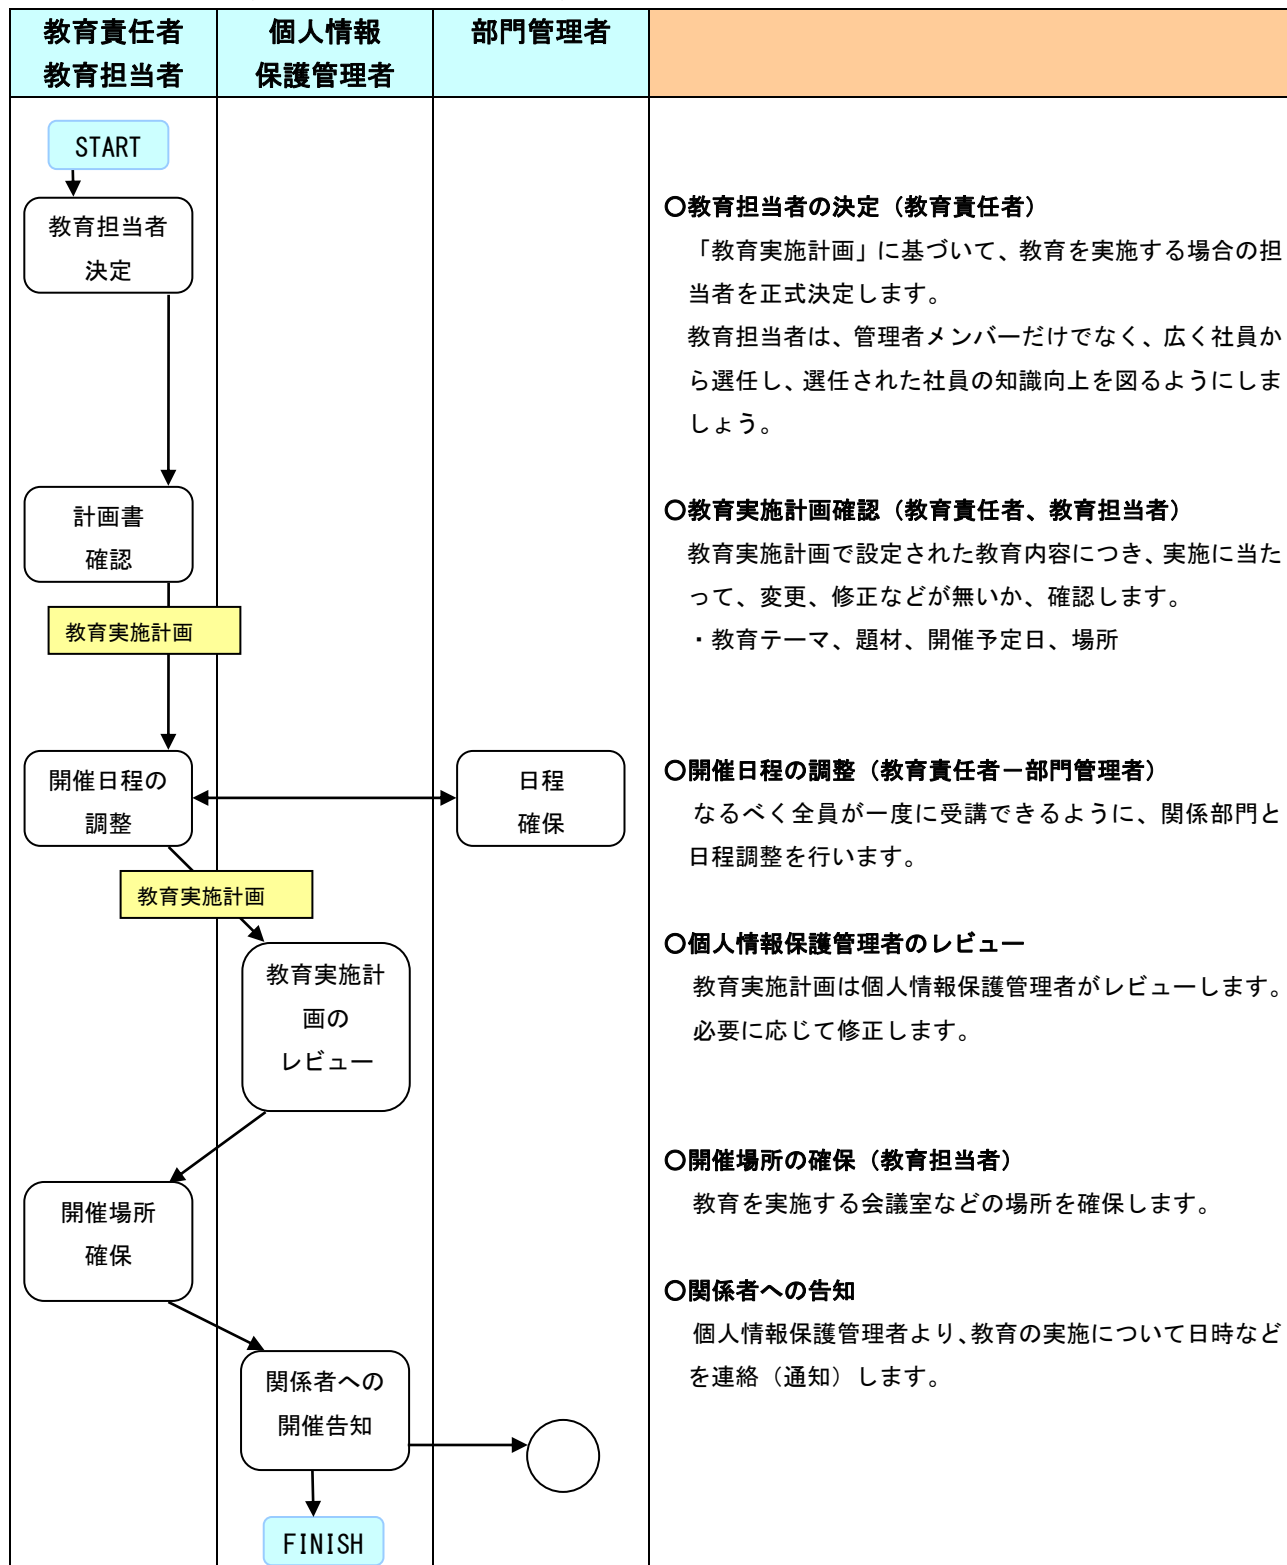 教育責任者
教育担当者
個人情報
保護管理者
部門管理者
START
教育担当者
決定
計画書
確認
教育実施計画
開催日程の
調整
日程
確保
教育実施計画
教育実施計
画の
レビュー
開催場所
確保
関係者への
開催告知
FINISH
○教育担当者の決定（教育責任者）
「教育実施計画」に基づいて、教育を実施する場合の担
当者を正式決定します。
教育担当者は、管理者メンバーだけでなく、広く社員か
ら選任し、選任された社員の知識向上を図るようにしま
しょう。
○教育実施計画確認（教育責任者、教育担当者）
教育実施計画で設定された教育内容につき、実施に当た
って、変更、修正などが無いか、確認します。
・教育テーマ、題材、開催予定日、場所
○開催日程の調整（教育責任者－部門管理者）
なるべく全員が一度に受講できるように、関係部門と
日程調整を行います。
○個人情報保護管理者のレビュー
教育実施計画は個人情報保護管理者がレビューします。
必要に応じて修正します。
○開催場所の確保（教育担当者）
教育を実施する会議室などの場所を確保します。
○関係者への告知
個人情報保護管理者より、教育の実施について日時など
を連絡（通知）します。